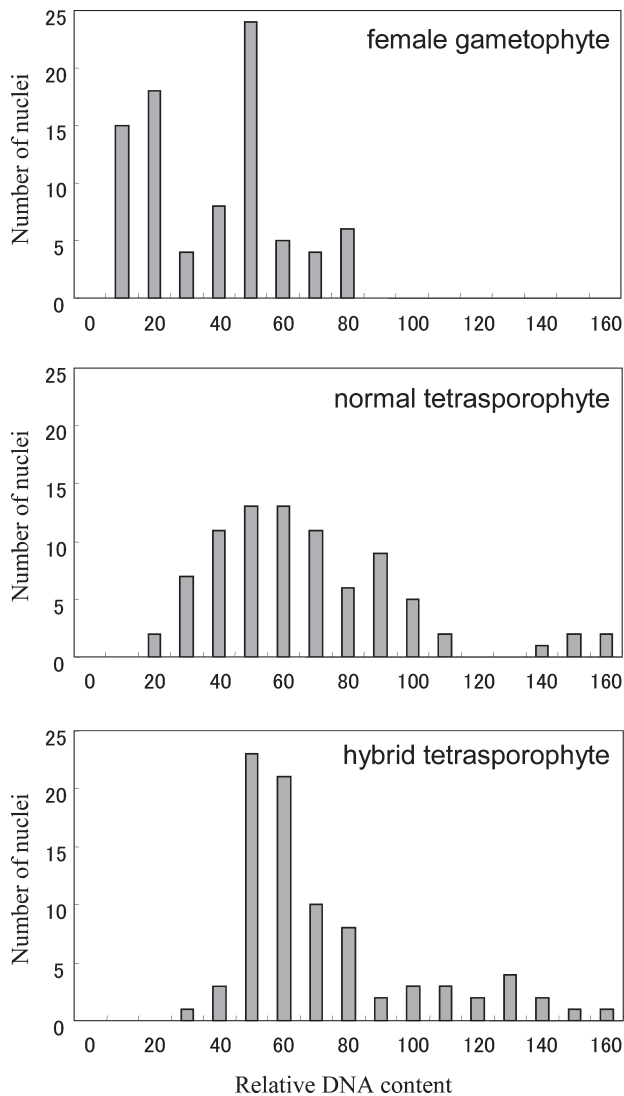 female gametophyte
Number of nuclei
25
20
15
10
5
0
0 20 40 60 80 100 120 140 160
normal tetrasporophyte
Number of nuclei
25
20
15
10
5
0
0 20 40 60 80 100 120 140 160
hybrid tetrasporophyte
Number of nuclei
25
20
15
10
5
0
0 20 40 60 80 100 120 140 160
Relative DNA content